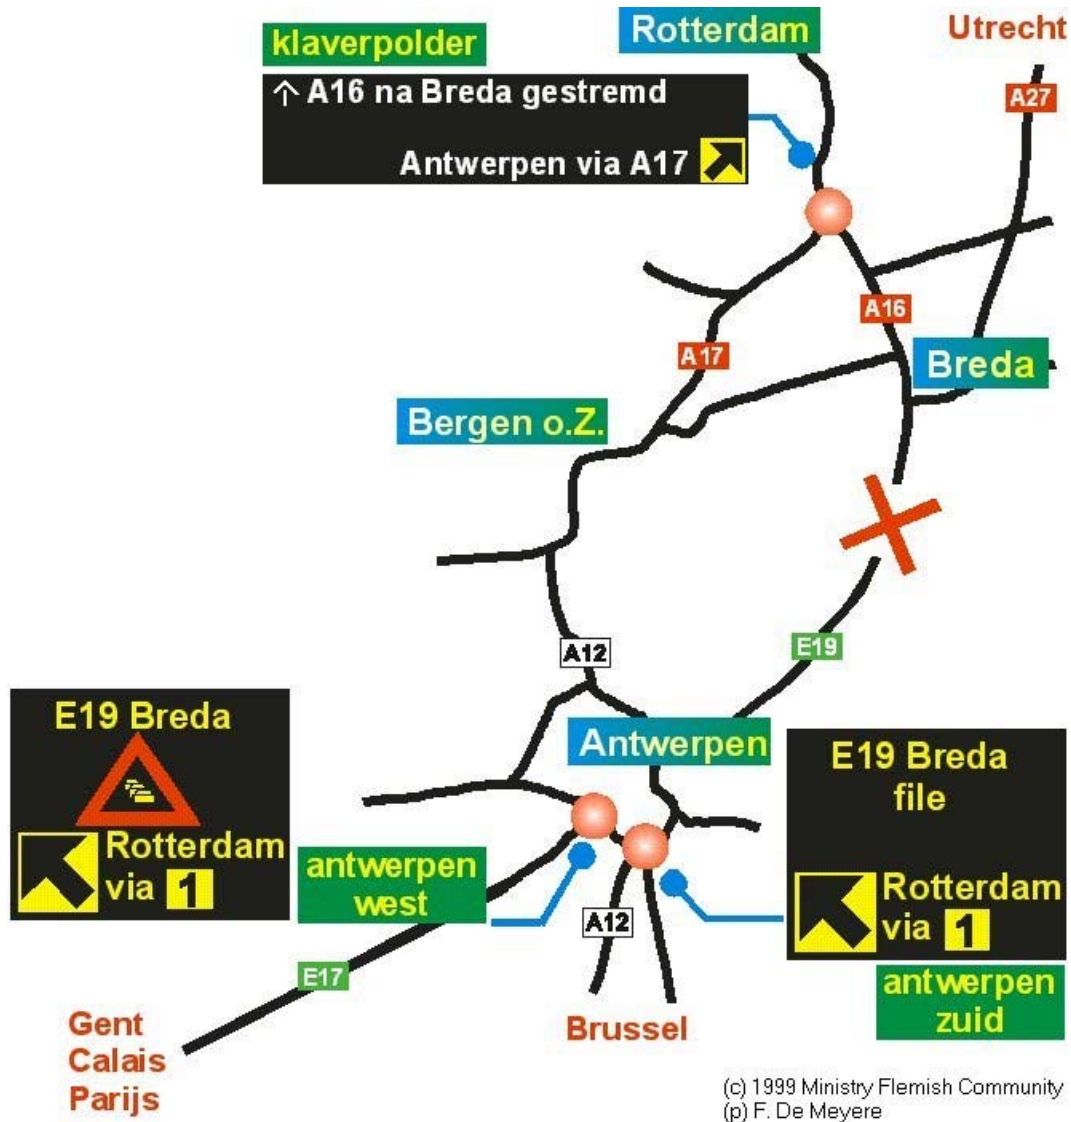 klaverpolder
Rotterdam
Utrecht
↑ A16 na Breda gestremd
Antwerpen via A17
A27
A16
A17
Breda
Bergen o.Z.
A12
E19
E19 Breda
Rotterdam
via 1
Antwerpen
E19 Breda
file
Rotterdam
via 1
antwerpen
west
A12
antwerpen
zuid
E17
Gent
Calais
Parijs
Brussel
(c) 1999 Ministry Flemish Community
(p) F. De Meyere